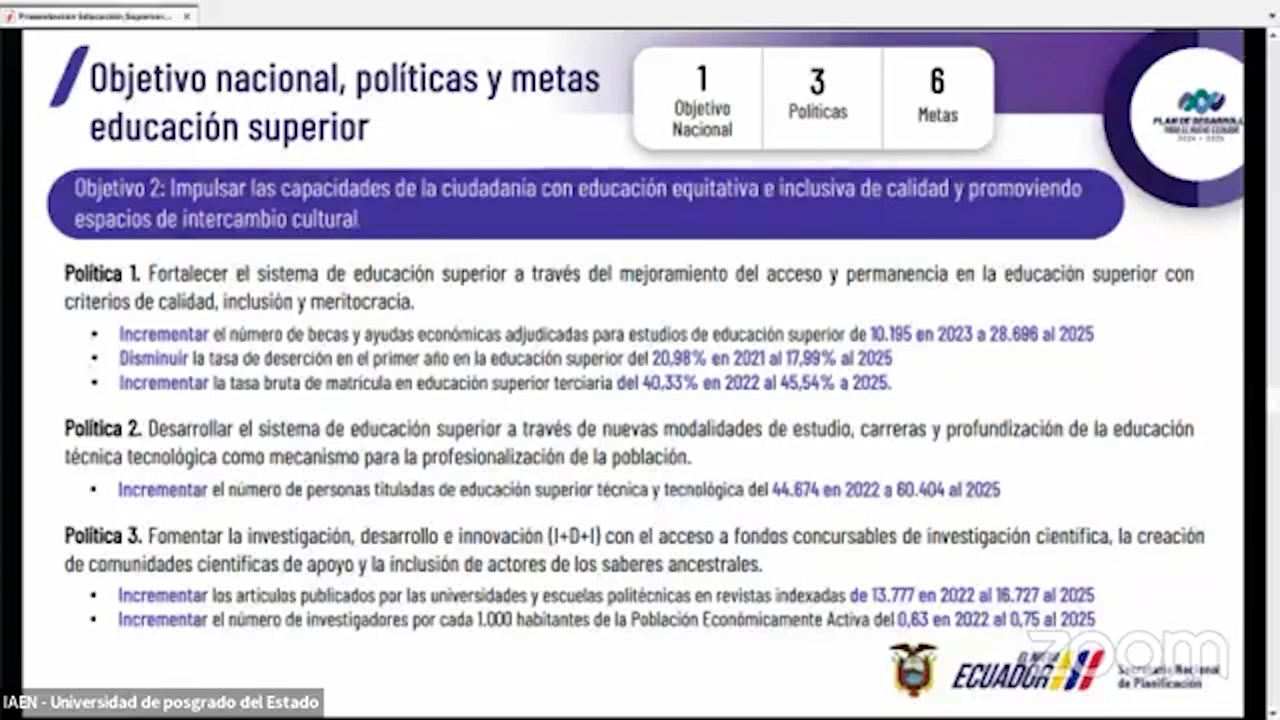 Presentación Educación Superior...
Objetivo nacional, políticas y metas
educación superior
1
Objetivo
Nacional
3
Políticas
6
Metas
PLAN DE DESARROLL
PARA EL NUEVO ECUADOR
2024 - 2025
Objetivo 2: Impulsar las capacidades de la ciudadanía con educación equitativa e inclusiva de calidad y promoviendo
espacios de intercambio cultural.
Política 1. Fortalecer el sistema de educación superior a través del mejoramiento del acceso y permanencia en la educación superior con
criterios de calidad, inclusión y meritocracia.
• Incrementar el número de becas y ayudas económicas adjudicadas para estudios de educación superior de 10.195 en 2023 a 28.696 al 2025
• Disminuir la tasa de deserción en el primer año en la educación superior del 20,98% en 2021 al 17,99% al 2025
• Incrementar la tasa bruta de matrícula en educación superior terciaria del 40,33% en 2022 al 45,54% a 2025.
Política 2. Desarrollar el sistema de educación superior a través de nuevas modalidades de estudio, carreras y profundización de la educación
técnica tecnológica como mecanismo para la profesionalización de la población.
• Incrementar el número de personas tituladas de educación superior técnica y tecnológica del 44.674 en 2022 a 60.404 al 2025
Política 3. Fomentar la investigación, desarrollo e innovación (I+D+I) con el acceso a fondos concursables de investigación científica, la creación
de comunidades científicas de apoyo y la inclusión de actores de los saberes ancestrales.
• Incrementar los artículos publicados por las universidades y escuelas politécnicas en revistas indexadas de 13.777 en 2022 al 16.727 al 2025
• Incrementar el número de investigadores por cada 1.000 habitantes de la Población Económicamente Activa del 0,63 en 2022 al 0,75 al 2025
zoom
EL NUEVO
ECUADOR
Secretaría Nacional
de Planificación
IAEN - Universidad de posgrado del Estado